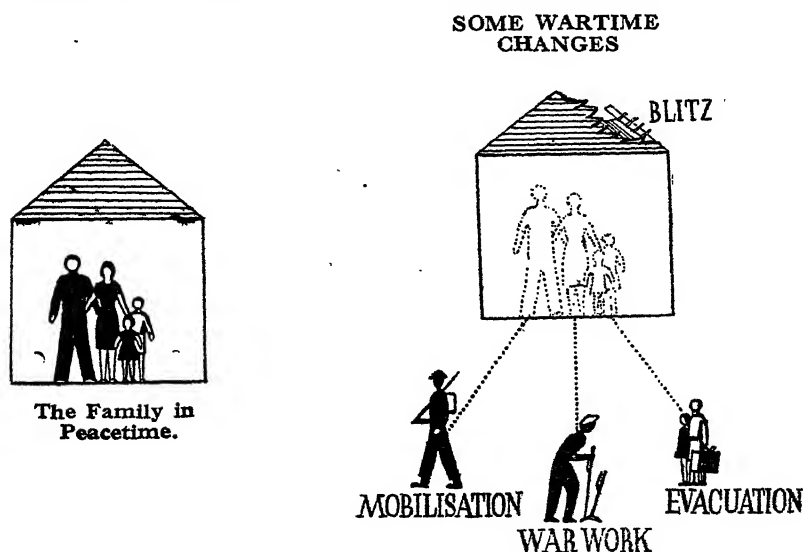 SOME WARTIME
CHANGES
BLITZ
The Family in
Peacetime.
MOBILISATION
WAR WORK
EVACUATION